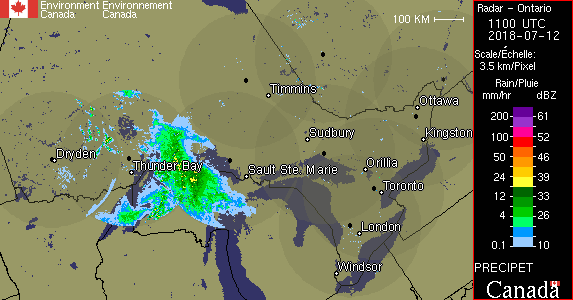 Environment Environnement
Canada Canada
100 KM
Radar - Ontario
1100 UTC
2018-07-12
Scale/Échelle:
3.5 km/Pixel
Rain/Pluie
mm/hr dBZ
200 61
100 52
50 46
24 39
12 33
4 26
0.1 10
PRECIPET
Canada
Timmins
Ottawa
Sudbury
Kingston
Dryden
Thunder Bay
Sault Ste. Marie
Orillia
Toronto
London
Windsor